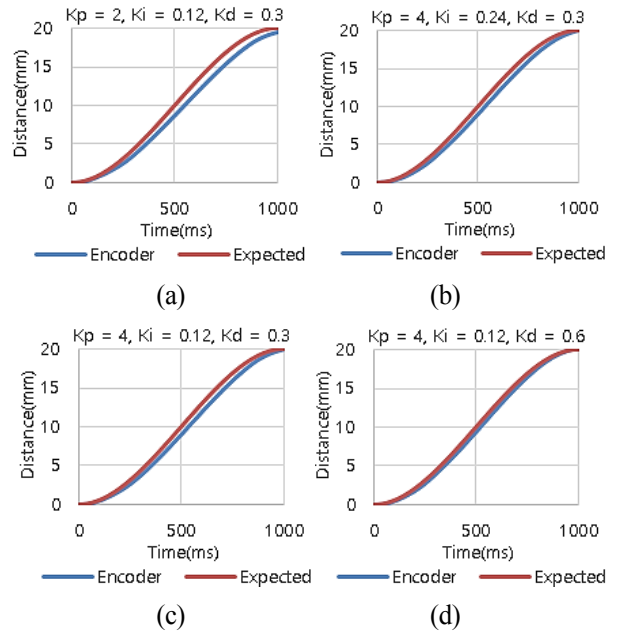 Kp = 2, Ki = 0.12, Kd = 0.3
20
15
10
5
0
Distance(mm)
0 500 1000
Time(ms)
Encoder Expected
(a)
Kp = 4, Ki = 0.24, Kd = 0.3
20
15
10
5
0
Distance(mm)
0 500 1000
Time(ms)
Encoder Expected
(b)
Kp = 4, Ki = 0.12, Kd = 0.3
20
15
10
5
0
Distance(mm)
0 500 1000
Time(ms)
Encoder Expected
(c)
Kp = 4, Ki = 0.12, Kd = 0.6
20
15
10
5
0
Distance(mm)
0 500 1000
Time(ms)
Encoder Expected
(d)